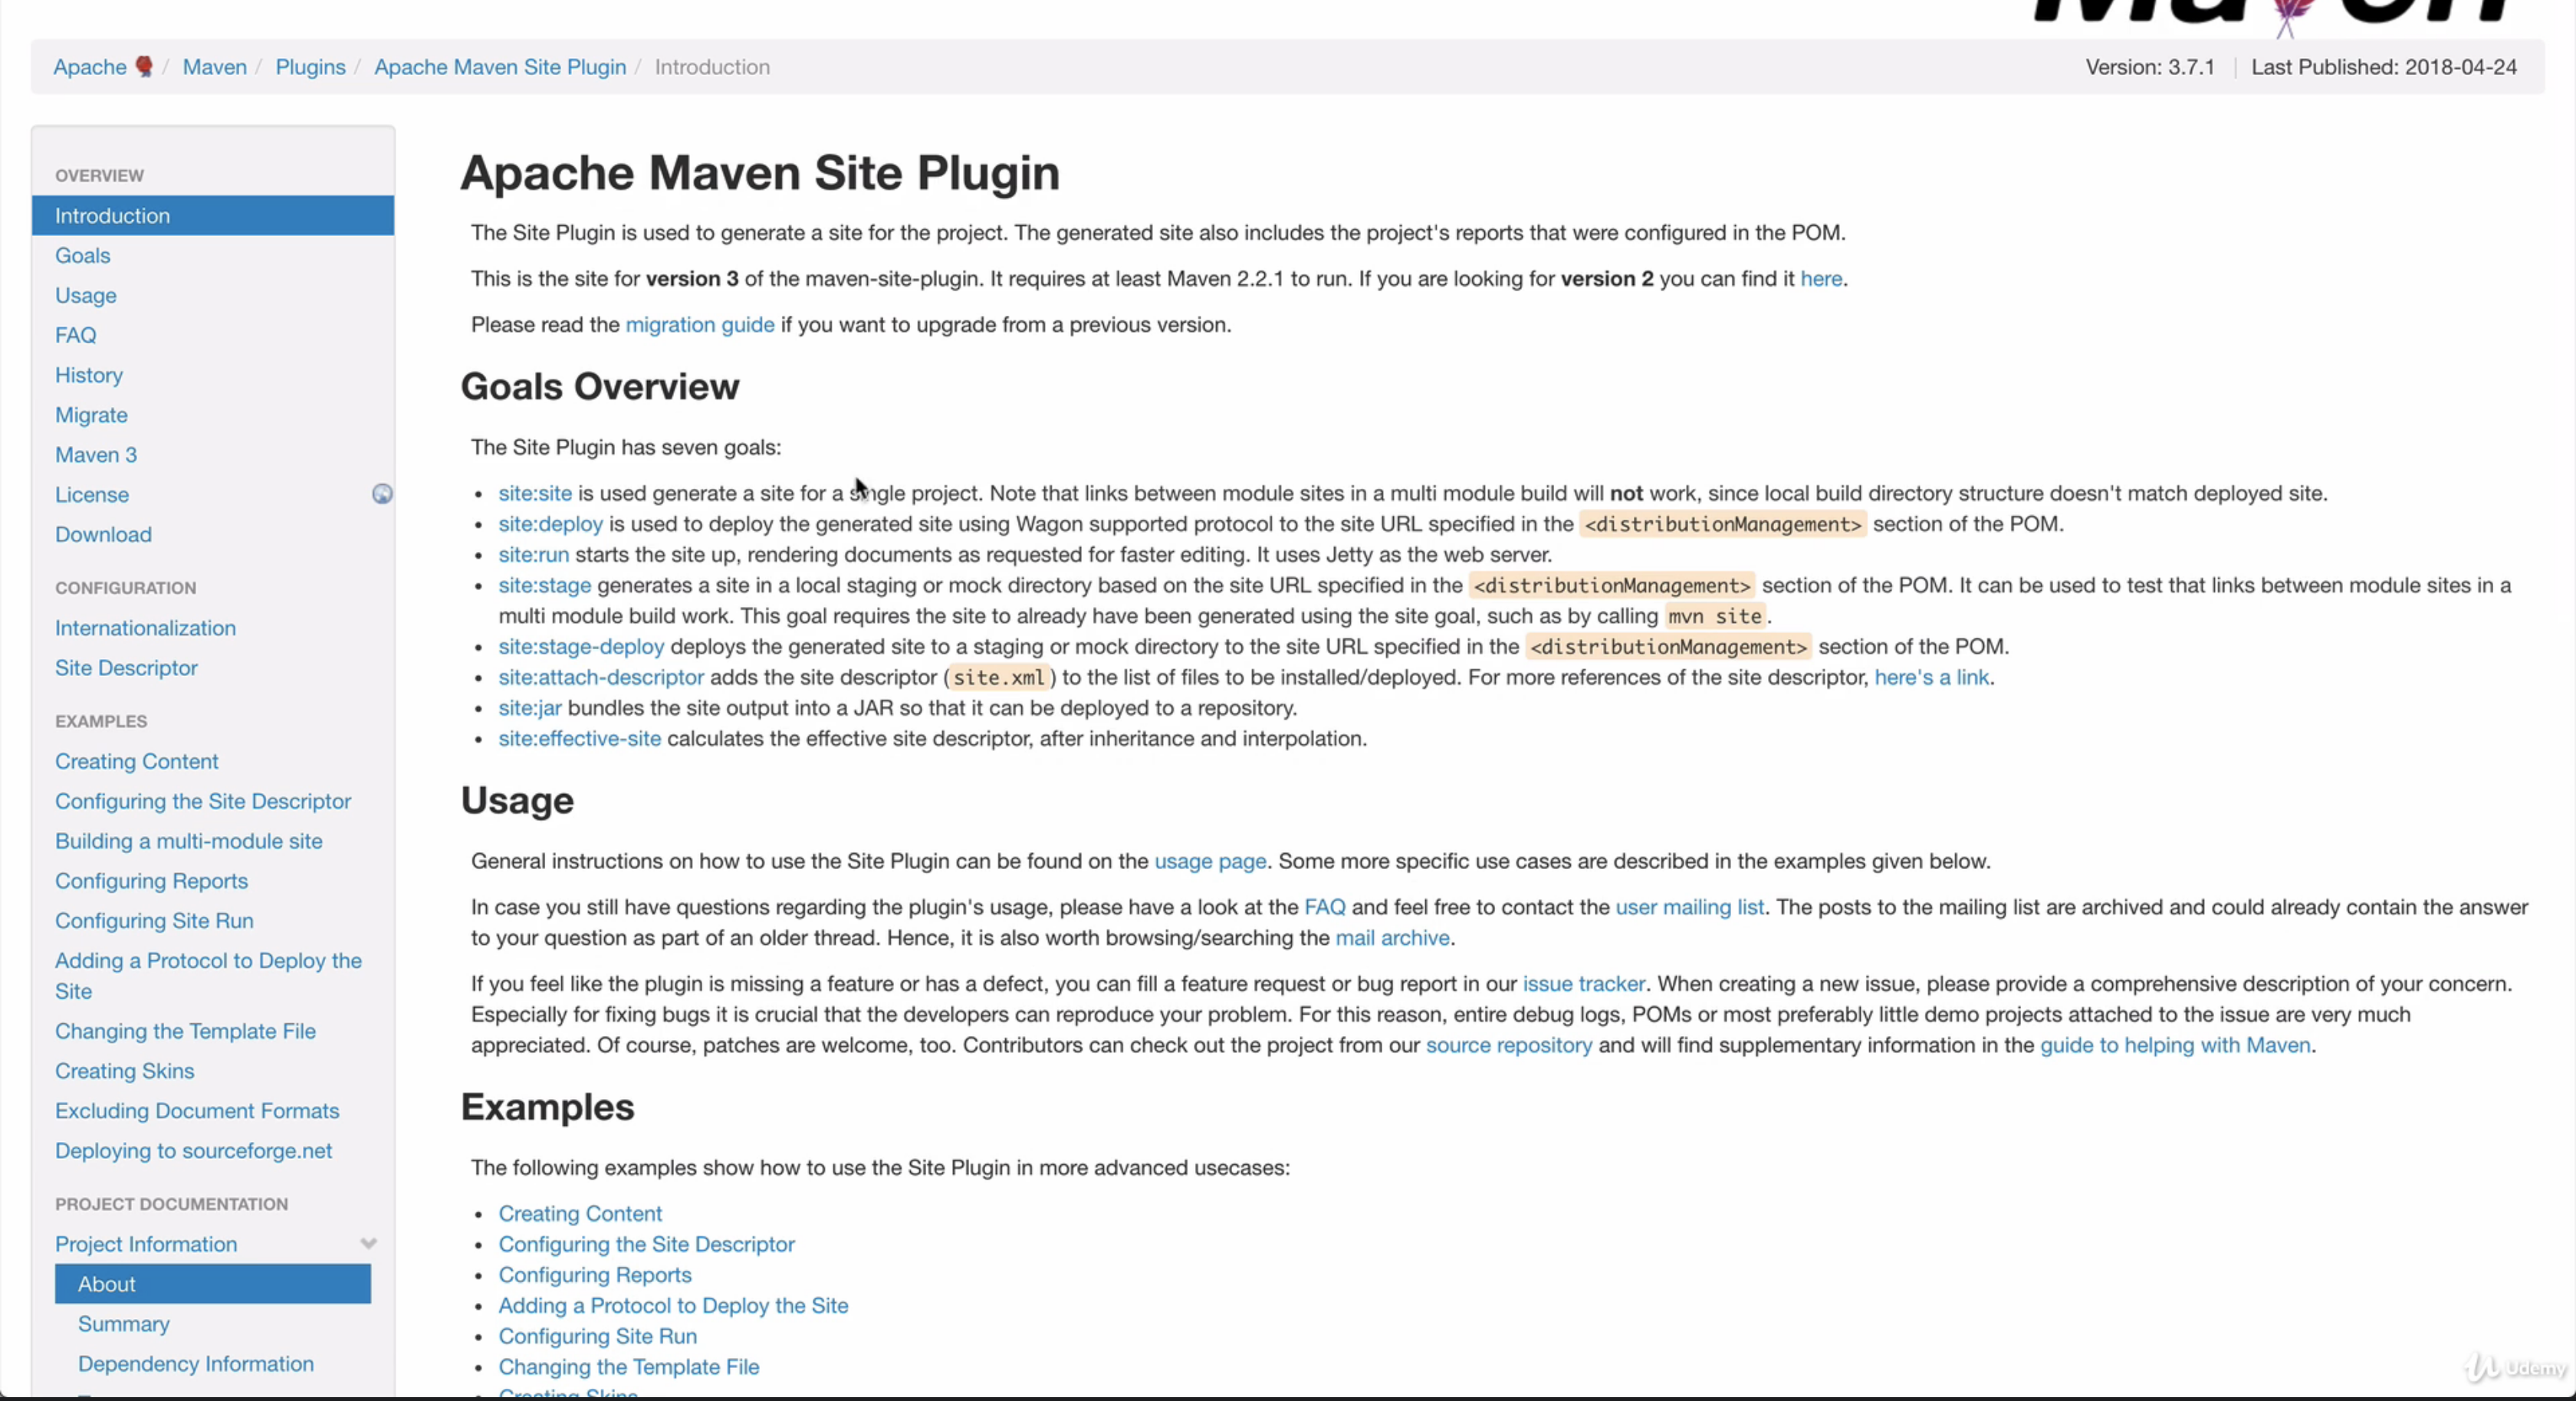 Maven
Apache / Maven / Plugins / Apache Maven Site Plugin / Introduction
Version: 3.7.1 | Last Published: 2018-04-24
OVERVIEW
Introduction
Goals
Usage
FAQ
History
Migrate
Maven 3
License
Download
CONFIGURATION
Internationalization
Site Descriptor
EXAMPLES
Creating Content
Configuring the Site Descriptor
Building a multi-module site
Configuring Reports
Configuring Site Run
Adding a Protocol to Deploy the
Site
Changing the Template File
Creating Skins
Excluding Document Formats
Deploying to sourceforge.net
PROJECT DOCUMENTATION
Project Information
About
Summary
Dependency Information
Apache Maven Site Plugin
The Site Plugin is used to generate a site for the project. The generated site also includes the project's reports that were configured in the POM.
This is the site for version 3 of the maven-site-plugin. It requires at least Maven 2.2.1 to run. If you are looking for version 2 you can find it here.
Please read the migration guide if you want to upgrade from a previous version.
Goals Overview
The Site Plugin has seven goals:
• site:site is used generate a site for a single project. Note that links between module sites in a multi module build will not work, since local build directory structure doesn't match deployed site.
• site:deploy is used to deploy the generated site using Wagon supported protocol to the site URL specified in the <distributionManagement> section of the POM.
• site:run starts the site up, rendering documents as requested for faster editing. It uses Jetty as the web server.
• site:stage generates a site in a local staging or mock directory based on the site URL specified in the <distributionManagement> section of the POM. It can be used to test that links between module sites in a
multi module build work. This goal requires the site to already have been generated using the site goal, such as by calling mvn site.
• site:stage-deploy deploys the generated site to a staging or mock directory to the site URL specified in the <distributionManagement> section of the POM.
• site:attach-descriptor adds the site descriptor (site.xml) to the list of files to be installed/deployed. For more references of the site descriptor, here's a link.
• site:jar bundles the site output into a JAR so that it can be deployed to a repository.
• site:effective-site calculates the effective site descriptor, after inheritance and interpolation.
Usage
General instructions on how to use the Site Plugin can be found on the usage page. Some more specific use cases are described in the examples given below.
In case you still have questions regarding the plugin's usage, please have a look at the FAQ and feel free to contact the user mailing list. The posts to the mailing list are archived and could already contain the answer
to your question as part of an older thread. Hence, it is also worth browsing/searching the mail archive.
If you feel like the plugin is missing a feature or has a defect, you can fill a feature request or bug report in our issue tracker. When creating a new issue, please provide a comprehensive description of your concern.
Especially for fixing bugs it is crucial that the developers can reproduce your problem. For this reason, entire debug logs, POMs or most preferably little demo projects attached to the issue are very much
appreciated. Of course, patches are welcome, too. Contributors can check out the project from our source repository and will find supplementary information in the guide to helping with Maven.
Examples
The following examples show how to use the Site Plugin in more advanced usecases:
• Creating Content
• Configuring the Site Descriptor
• Configuring Reports
• Adding a Protocol to Deploy the Site
• Configuring Site Run
• Changing the Template File
• Creating Skins
Udemy